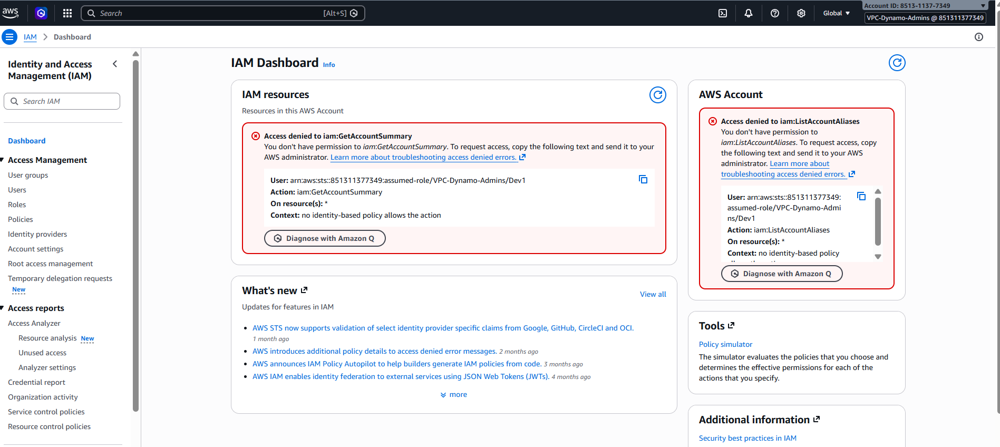 aws
Search
[Alt+S]
Global
Account ID: 8513-1137-7349
VPC-Dynamo-Admins @ 851311377349
IAM
Dashboard
Identity and Access
Management (IAM)
Search IAM
Dashboard
Access Management
User groups
Users
Roles
Policies
Identity providers
Account settings
Root access management
Temporary delegation requests
New
Access reports
Access Analyzer
Resource analysis New
Unused access
Analyzer settings
Credential report
Organization activity
Service control policies
Resource control policies
IAM Dashboard Info
IAM resources
Resources in this AWS Account
Access denied to iam:GetAccountSummary
You don't have permission to iam:GetAccountSummary. To request access, copy the following text and send it to your
AWS administrator. Learn more about troubleshooting access denied errors.
User: arn:aws:sts::851311377349:assumed-role/VPC-Dynamo-Admins/Dev1
Action: iam:GetAccountSummary
On resource(s): *
Context: no identity-based policy allows the action
Diagnose with Amazon Q
What's new
View all
Updates for features in IAM
AWS STS now supports validation of select identity provider specific claims from Google, GitHub, CircleCI and OCI.
1 month ago
AWS introduces additional policy details to access denied error messages. 2 months ago
AWS announces IAM Policy Autopilot to help builders generate IAM policies from code. 3 months ago
AWS IAM enables identity federation to external services using JSON Web Tokens (JWTs). 4 months ago
more
AWS Account
Access denied to iam:ListAccountAliases
You don't have permission to
iam:ListAccountAliases. To request access, copy
the following text and send it to your AWS
administrator. Learn more about
troubleshooting access denied errors.
User: arn:aws:sts::851311377349:
assumed-role/VPC-Dynamo-Admi
ns/Dev1
Action: iam:ListAccountAliases
On resource(s): *
Context: no identity-based policy
Diagnose with Amazon Q
Tools
Policy simulator
The simulator evaluates the policies that you choose and
determines the effective permissions for each of the
actions that you specify.
Additional information
Security best practices in IAM